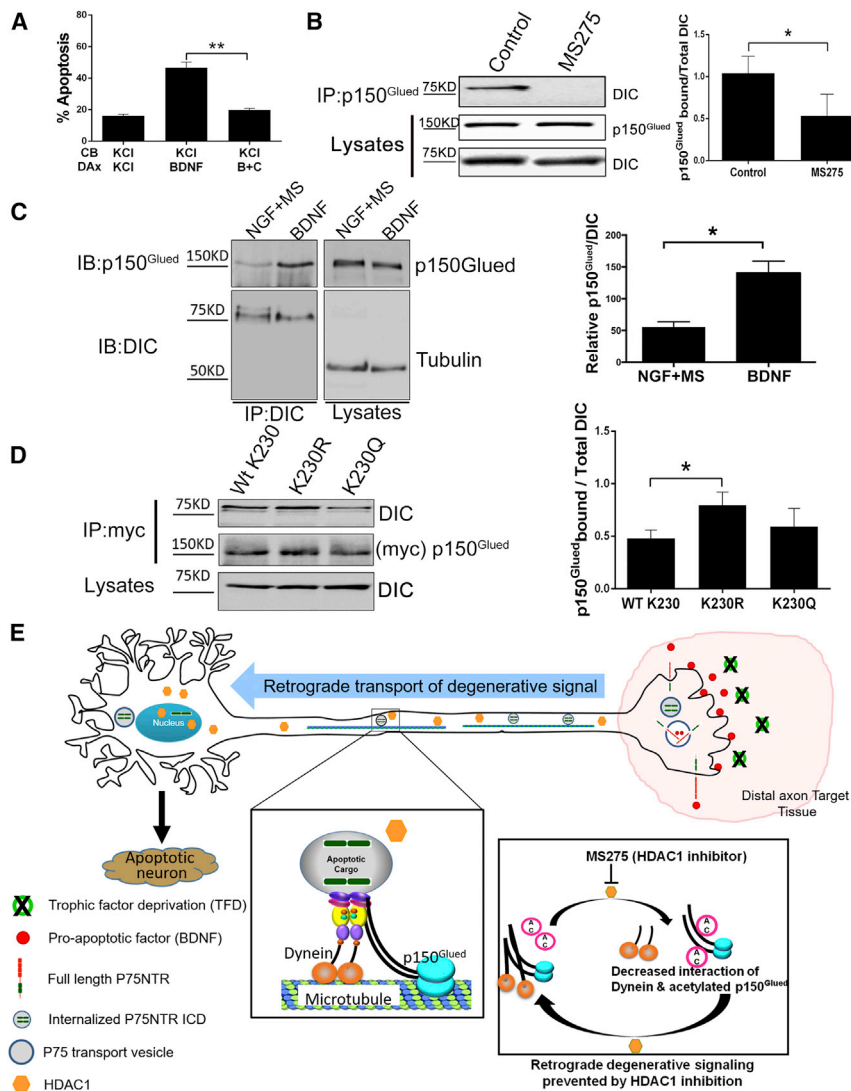 A
% Apoptosis
80
60
40
20
0
**
CB KCl KCl KCl
DAx KCl BDNF B+C
B
Control
MS275
IP:p150Glued
75KD
DIC
Lysates
150KD
p150Glued
75KD
DIC
p150Glued bound/Total DIC
1.5
1.0
0.5
0.0
*
Control MS275
C
NGF+MS
BDNF
NGF+MS
BDNF
IB:p150Glued
150KD
p150Glued
75KD
IB:DIC
50KD
Tubulin
IP:DIC
Lysates
Relative p150Glued/DIC
200
150
100
50
0
*
NGF+MS BDNF
D
Wt K230
K230R
K230Q
IP:myc
75KD
DIC
150KD
(myc) p150Glued
Lysates
75KD
DIC
p150Glued bound / Total DIC
1.5
1.0
0.5
0.0
*
WT K230 K230R K230Q
E
Retrograde transport of degenerative signal
Nucleus
Distal axon Target
Tissue
Apoptotic
neuron
Apoptotic
Cargo
Dynein
p150Glued
Microtubule
MS275 (HDAC1 inhibitor)
A C
A C
A C
A C
Decreased interaction of
Dynein & acetylated p150Glued
Retrograde degenerative signaling
prevented by HDAC1 inhibition
Trophic factor deprivation (TFD)
Pro-apoptotic factor (BDNF)
Full length P75NTR
Internalized P75NTR ICD
P75 transport vesicle
HDAC1